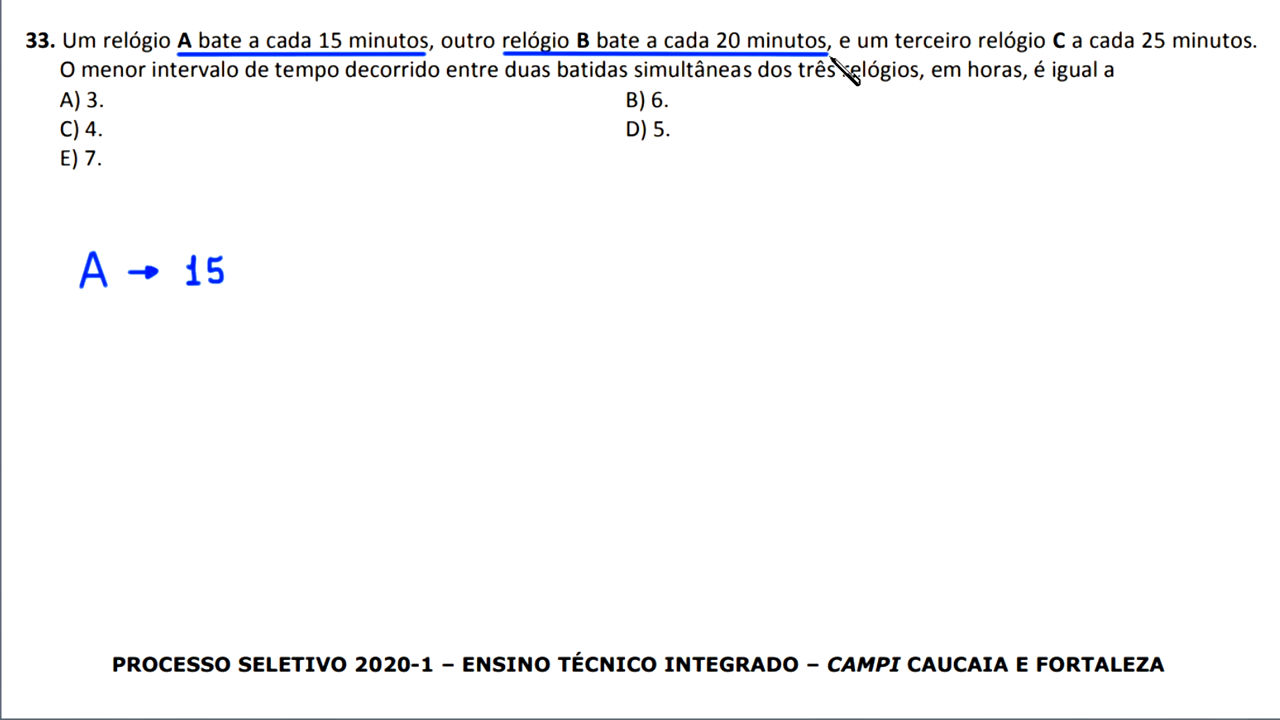 33. Um relógio A bate a cada 15 minutos, outro relógio B bate a cada 20 minutos, e um terceiro relógio C a cada 25 minutos.
O menor intervalo de tempo decorrido entre duas batidas simultâneas dos três relógios, em horas, é igual a
A) 3. B) 6.
C) 4. D) 5.
E) 7.
A → 15
PROCESSO SELETIVO 2020-1 – ENSINO TÉCNICO INTEGRADO – CAMPI CAUCAIA E FORTALEZA